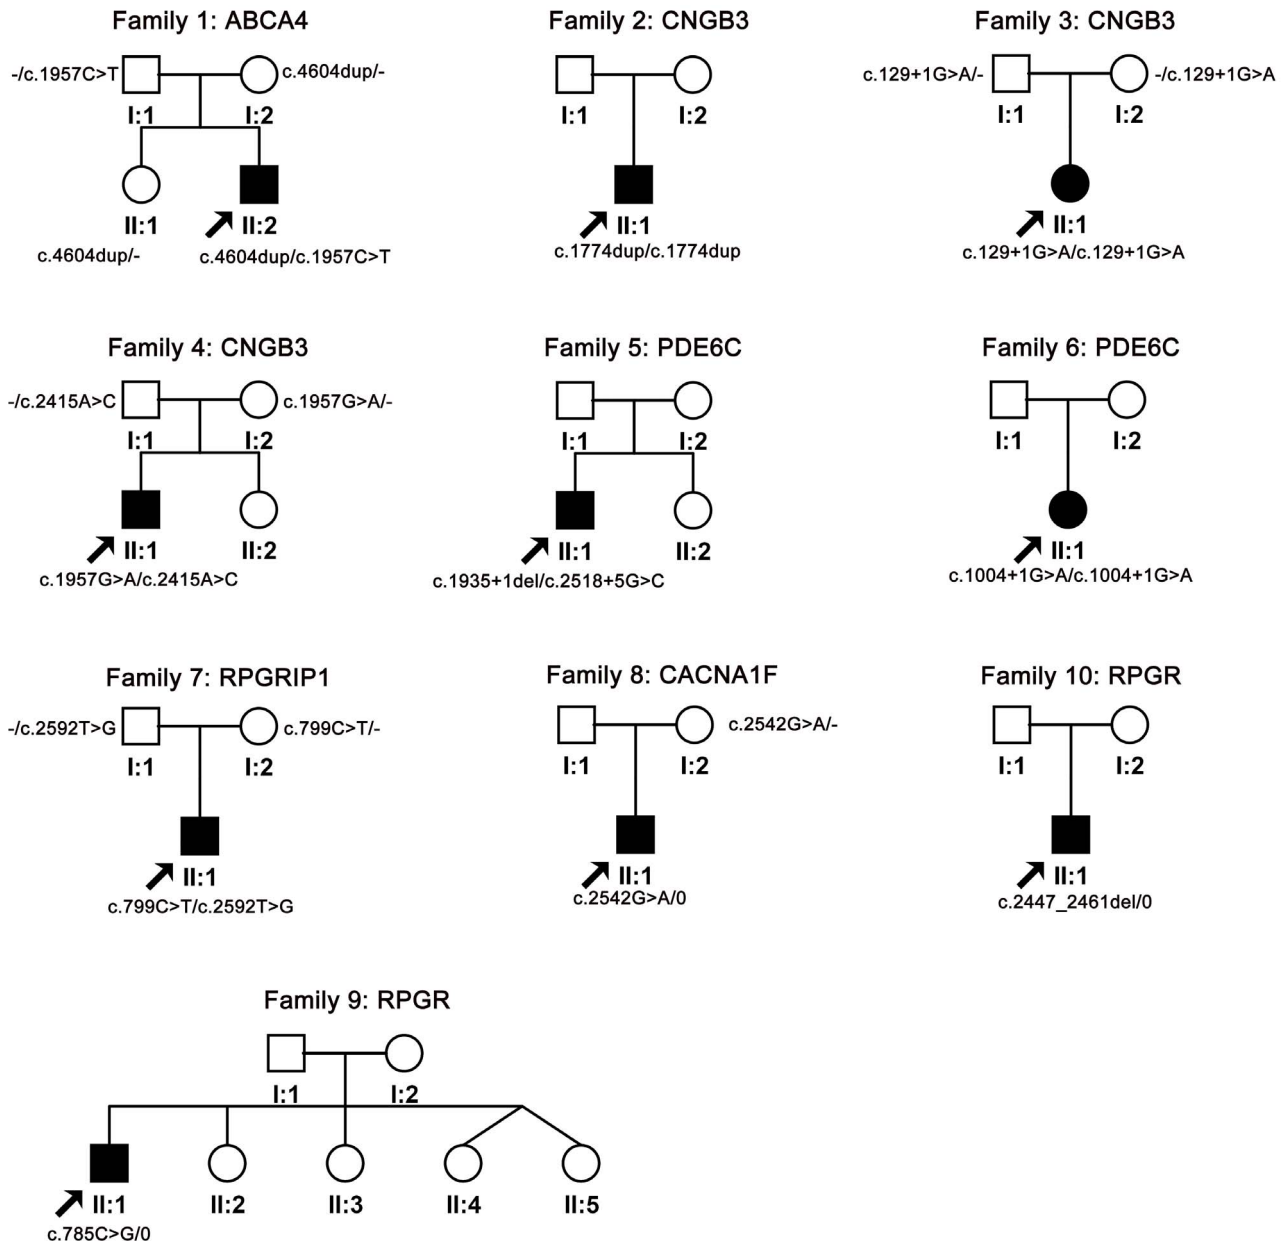 Family 1: ABCA4
-/c.1957C>T
c.4604dup/-
I:1
I:2
II:1
II:2
c.4604dup/-
c.4604dup/c.1957C>T
Family 2: CNGB3
I:1
I:2
II:1
c.1774dup/c.1774dup
Family 3: CNGB3
c.129+1G>A/-
-/c.129+1G>A
I:1
I:2
II:1
c.129+1G>A/c.129+1G>A
Family 4: CNGB3
-/c.2415A>C
c.1957G>A/-
I:1
I:2
II:1
II:2
c.1957G>A/c.2415A>C
Family 5: PDE6C
I:1
I:2
II:1
II:2
c.1935+1del/c.2518+5G>C
Family 6: PDE6C
I:1
I:2
II:1
c.1004+1G>A/c.1004+1G>A
Family 7: RPGRIP1
-/c.2592T>G
c.799C>T/-
I:1
I:2
II:1
c.799C>T/c.2592T>G
Family 8: CACNA1F
c.2542G>A/-
I:1
I:2
II:1
c.2542G>A/0
Family 10: RPGR
I:1
I:2
II:1
c.2447_2461del/0
Family 9: RPGR
I:1
I:2
II:1
II:2
II:3
II:4
II:5
c.785C>G/0